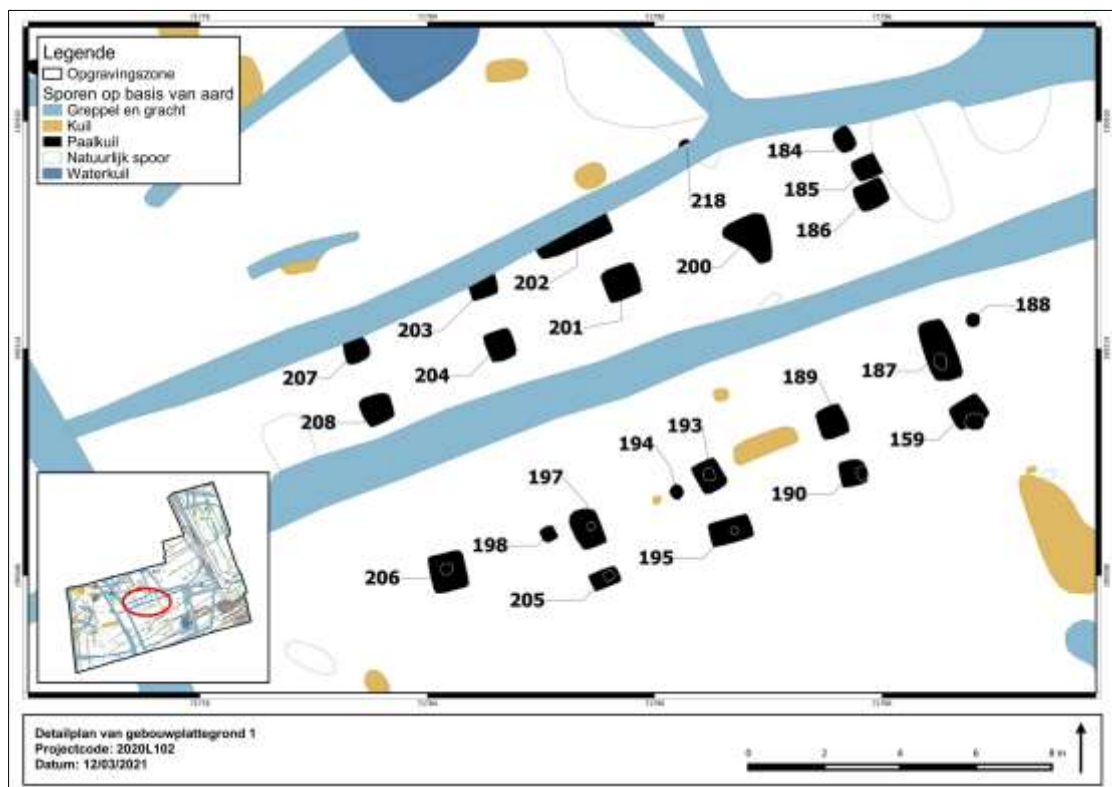 Legende
Opgravingszone
Sporen op basis van aard
Greppel en gracht
Kuil
Paalkuil
Natuurlijk spoor
Waterkuil
184
185
218
186
202
200
203
201
188
207
204
187
208
189
159
193
194
197
190
198
195
206
205
Detailplan van gebouwplattegrond 1
Projectcode: 2020L102
Datum: 12/03/2021
0 2 4 6 8 m